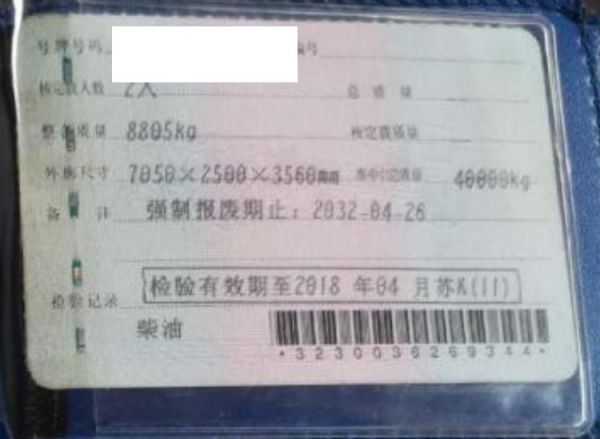 号牌号码 编号
核定载人数 2人 总质量
整备质量 8805kg 核定载质量
外廓尺寸 7050×2500×3560mm 准牵引总质量 40000kg
备注 强制报废期止：2032-04-26
检验有效期至2018 年04 月苏K(11)
检验记录
柴油
*3230036269344*